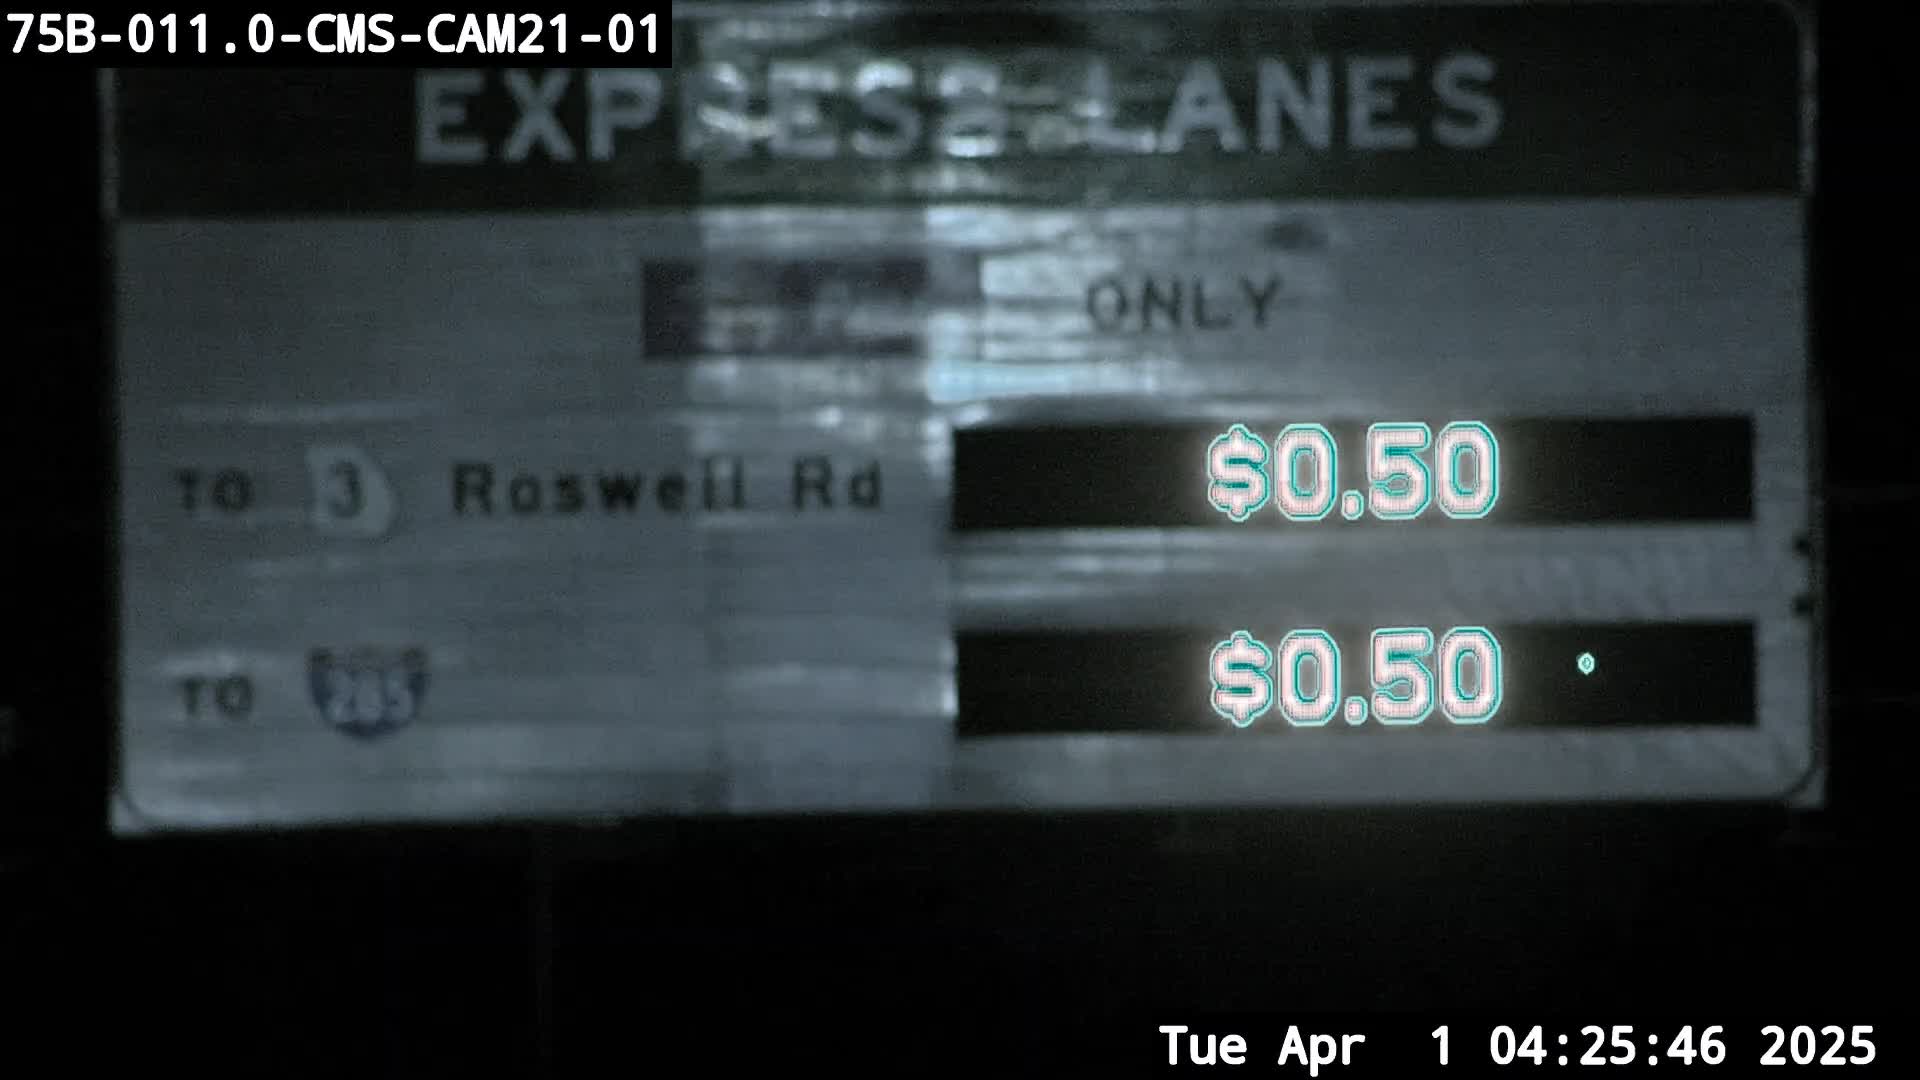 75B-011.0-CMS-CAM21-01
EXPRESS LANES
ONLY
TO 3 Roswell Rd $0.50
TO 285 $0.50
Tue Apr 1 04:25:46 2025